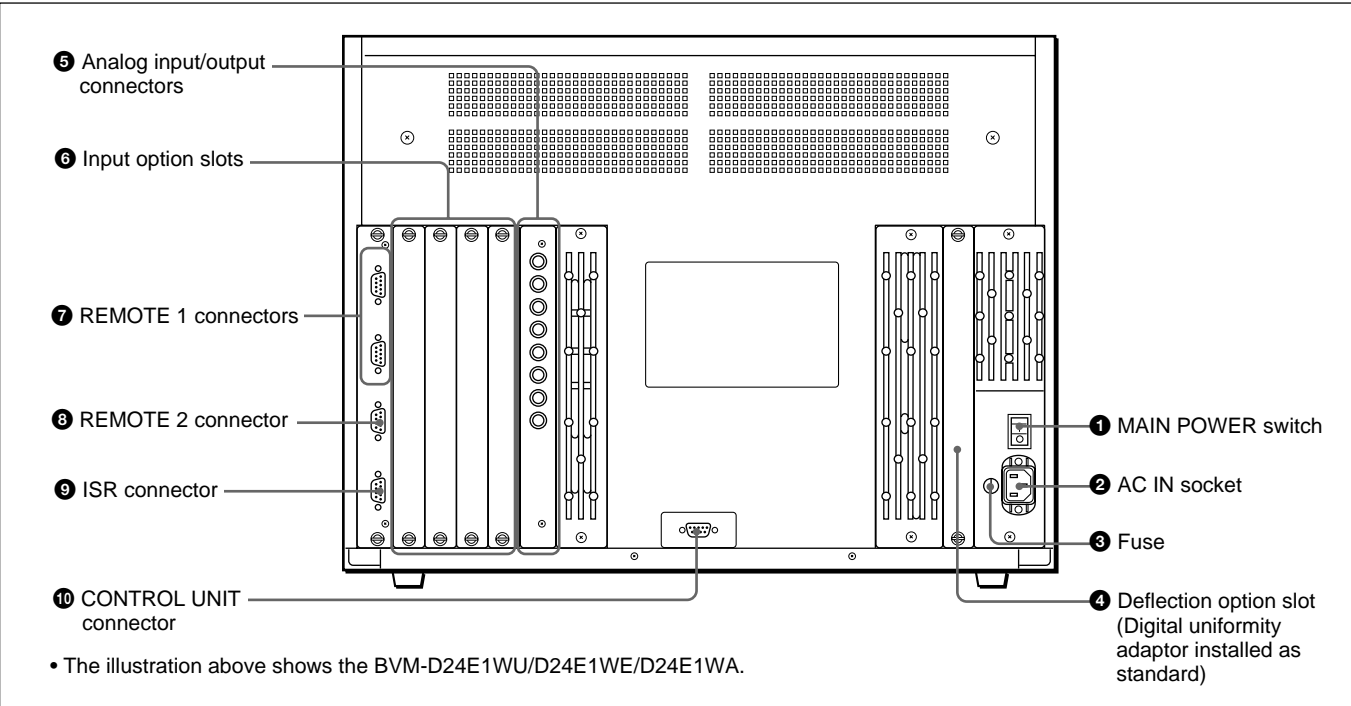 ❺ Analog input/output
connectors
❻ Input option slots
❼ REMOTE 1 connectors
❽ REMOTE 2 connector
❾ ISR connector
❿ CONTROL UNIT
connector
❶ MAIN POWER switch
❷ AC IN socket
❸ Fuse
❹ Deflection option slot
(Digital uniformity
adaptor installed as
standard)
• The illustration above shows the BVM-D24E1WU/D24E1WE/D24E1WA.